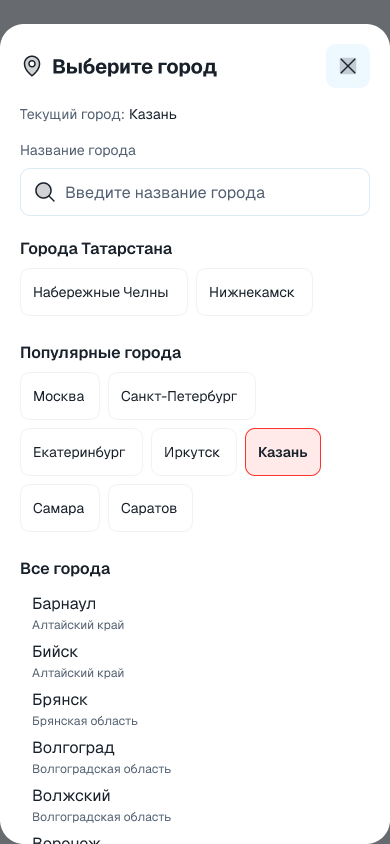 Выберите город
Текущий город: Казань
Название города
Введите название города
Города Татарстана
Набережные Челны Нижнекамск
Популярные города
Москва Санкт-Петербург
Екатеринбург Иркутск Казань
Самара Саратов
Все города
Барнаул
Алтайский край
Бийск
Алтайский край
Брянск
Брянская область
Волгоград
Волгоградская область
Волжский
Волгоградская область
Воронеж